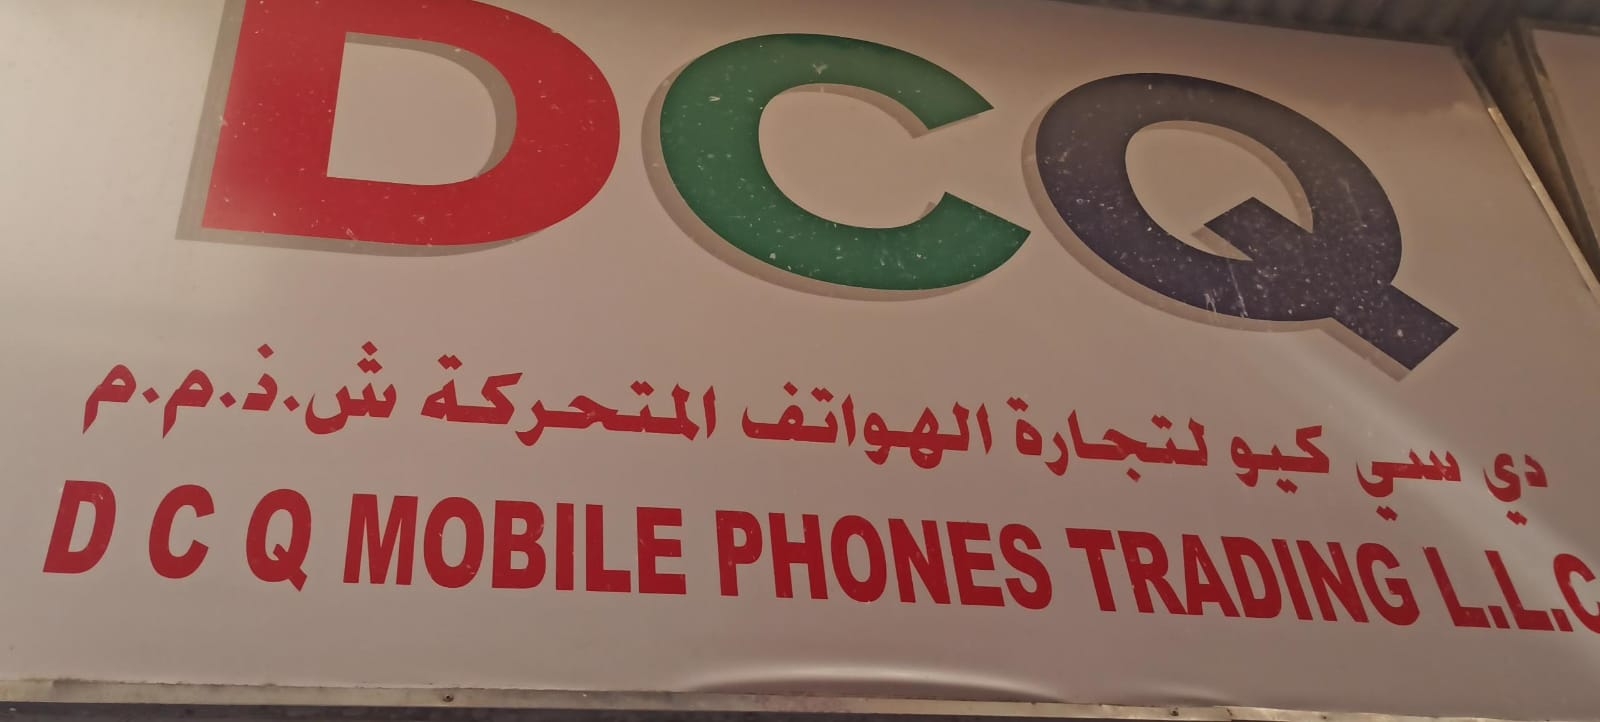 DCQ
دي سي كيو لتجارة الهواتف المتحركة ش.ذ.م.م
D C Q MOBILE PHONES TRADING L.L.C